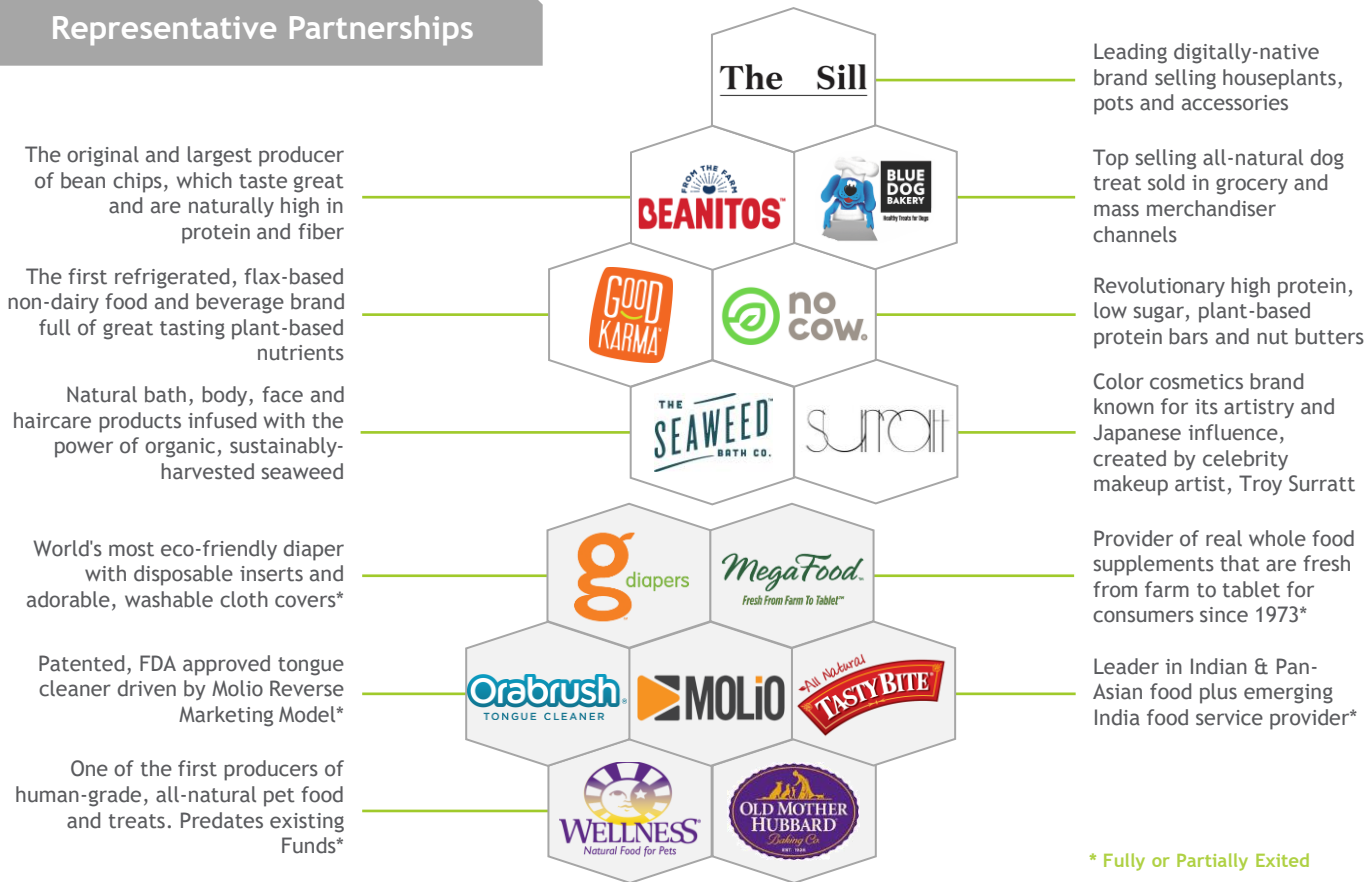 Representative Partnerships
The Sill
Leading digitally-native
brand selling houseplants,
pots and accessories
The original and largest producer
of bean chips, which taste great
and are naturally high in
protein and fiber
FROM THE FARM
BEANITOS™
BLUE
DOG
BAKERY
Healthy Treats for Dogs
Top selling all-natural dog
treat sold in grocery and
mass merchandiser
channels
The first refrigerated, flax-based
non-dairy food and beverage brand
full of great tasting plant-based
nutrients
GOOD
KARMA®
no
cow.®
Revolutionary high protein,
low sugar, plant-based
protein bars and nut butters
Natural bath, body, face and
haircare products infused with the
power of organic, sustainably-
harvested seaweed
THE
SEAWEED™
BATH CO.
surratt
Color cosmetics brand
known for its artistry and
Japanese influence,
created by celebrity
makeup artist, Troy Surratt
World's most eco-friendly diaper
with disposable inserts and
adorable, washable cloth covers*
g diapers
MegaFood™
Fresh From Farm To Tablet™
Provider of real whole food
supplements that are fresh
from farm to tablet for
consumers since 1973*
Patented, FDA approved tongue
cleaner driven by Molio Reverse
Marketing Model*
Orabrush®
TONGUE CLEANER
MOLiO
All Natural
TASTY BITE®
Leader in Indian & Pan-
Asian food plus emerging
India food service provider*
One of the first producers of
human-grade, all-natural pet food
and treats. Predates existing
Funds*
WELLNESS®
Natural Food for Pets
OLD MOTHER
HUBBARD
Baking Co.
EST. 1926
* Fully or Partially Exited